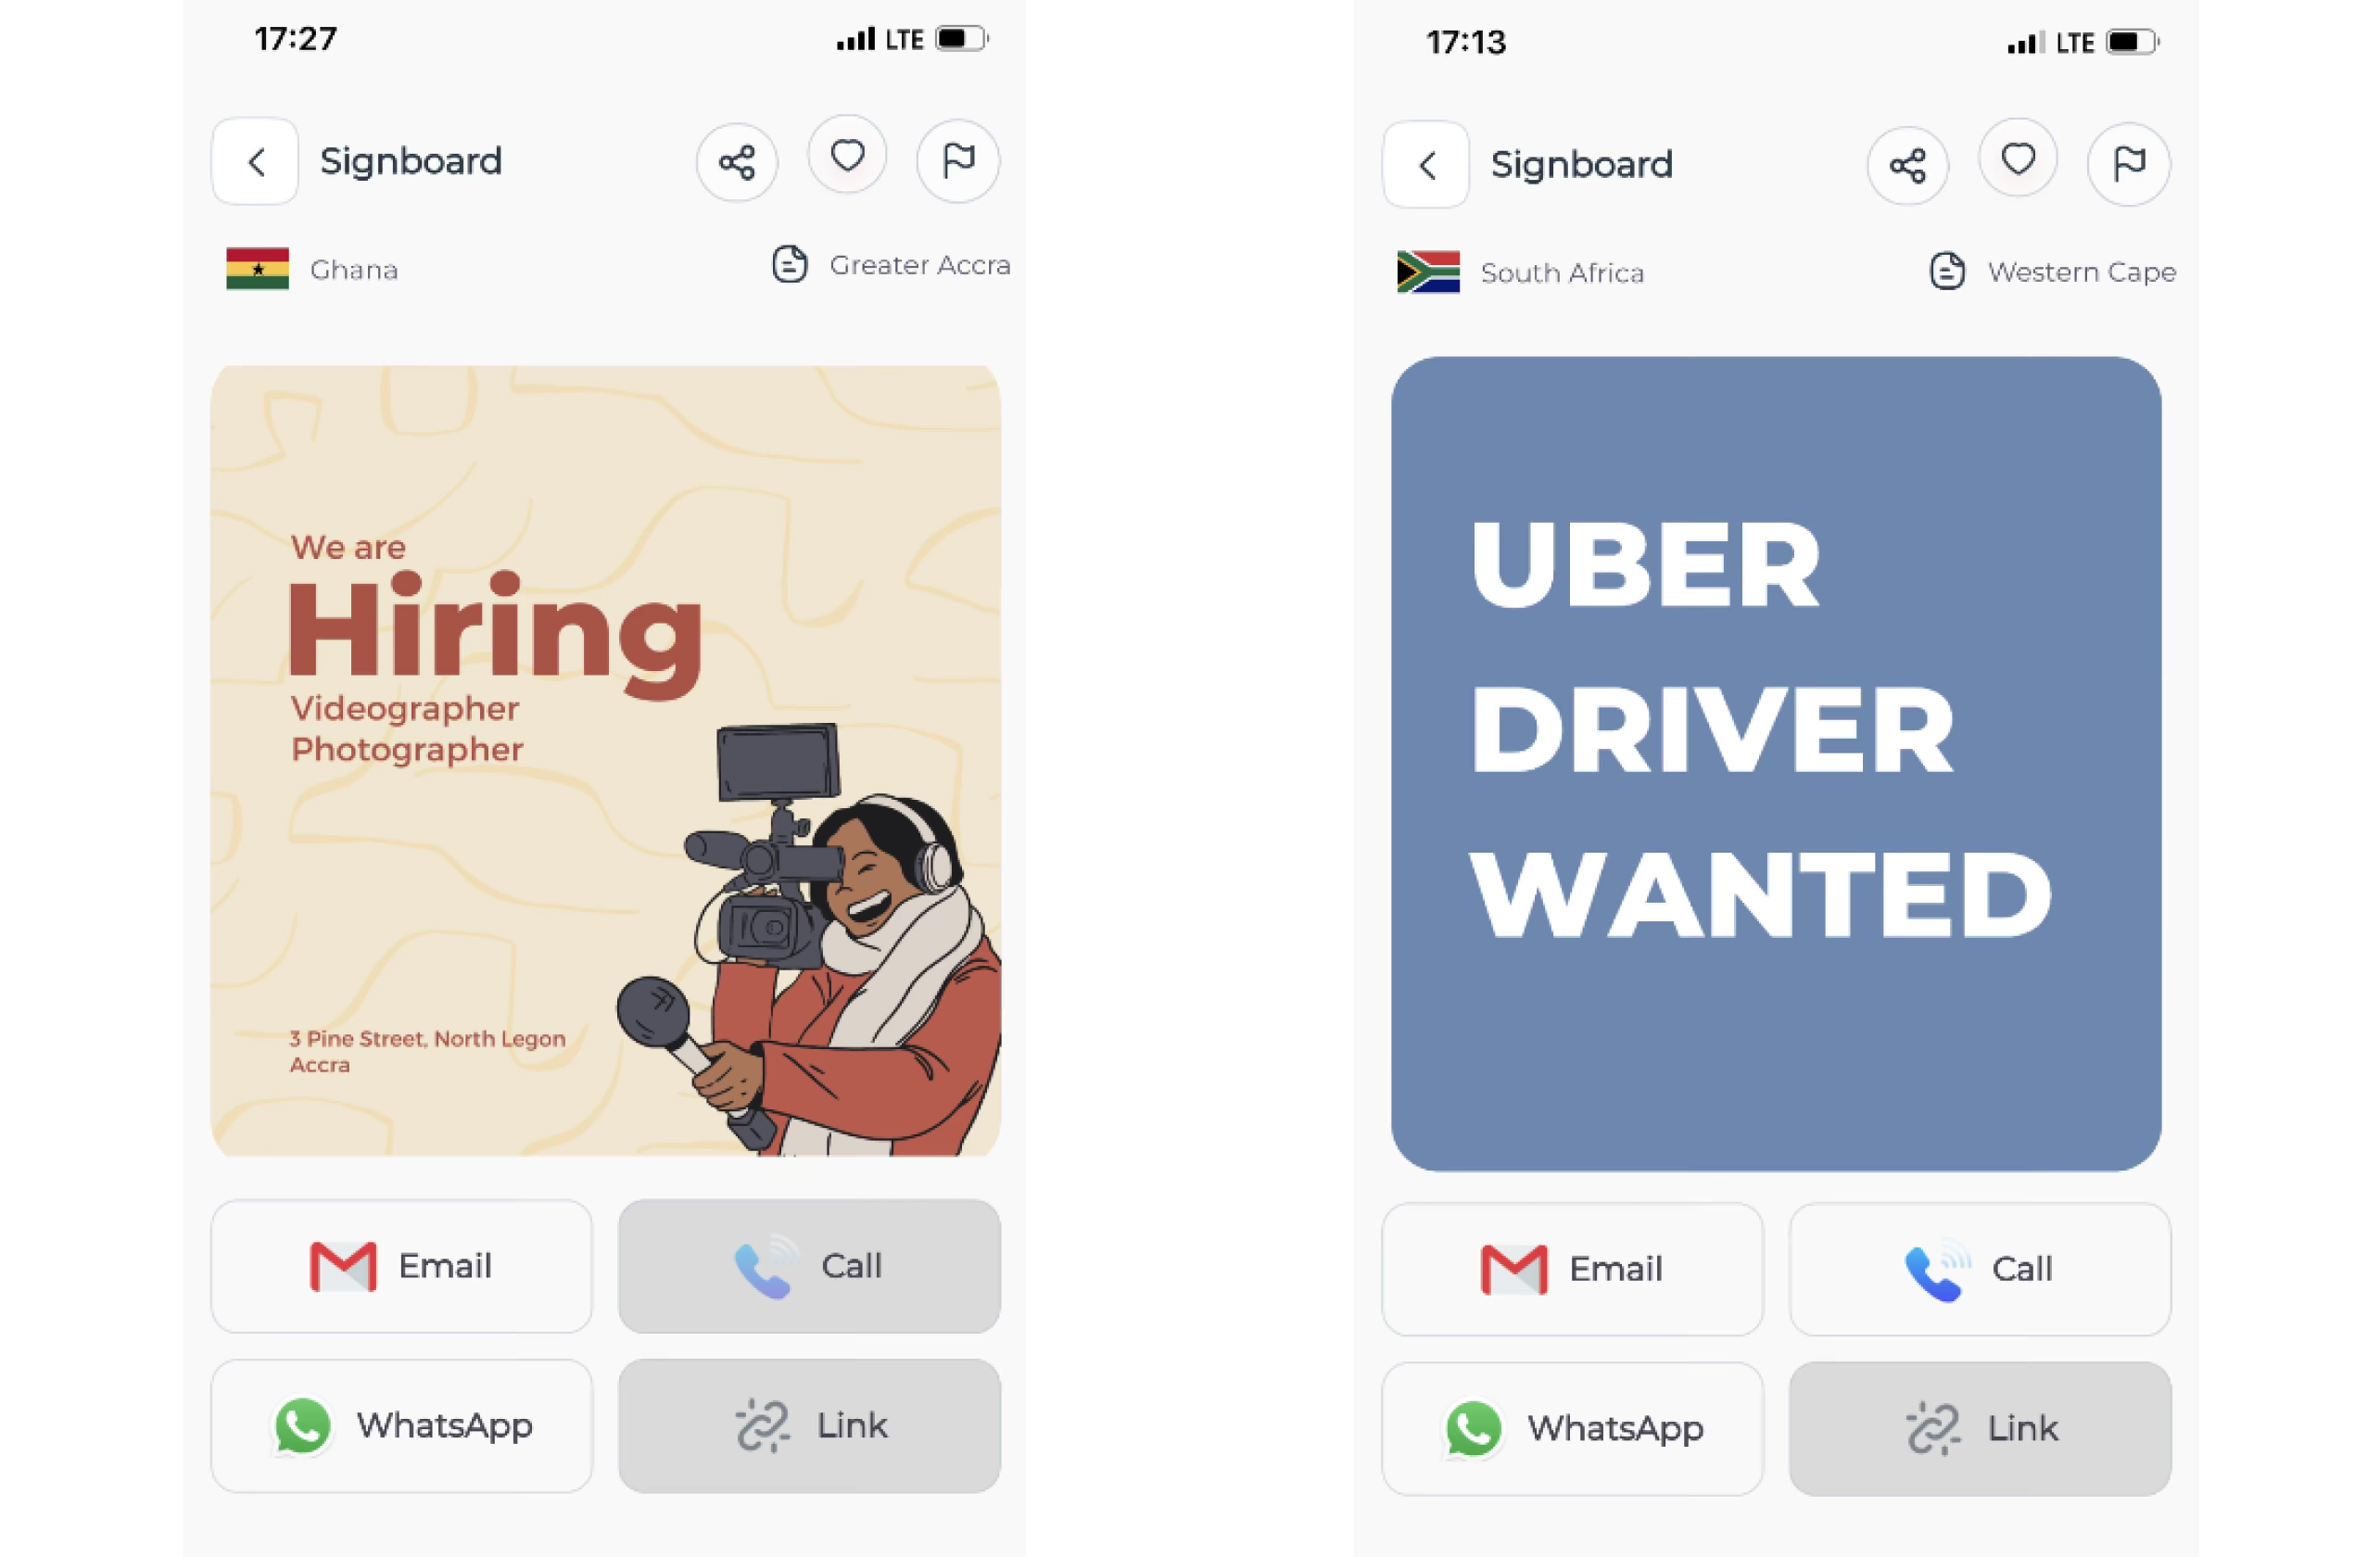 17:27
LTE
Signboard
Ghana
Greater Accra
We are
Hiring
Videographer
Photographer
3 Pine Street, North Legon
Accra
Email
Call
WhatsApp
Link
17:13
LTE
Signboard
South Africa
Western Cape
UBER
DRIVER
WANTED
Email
Call
WhatsApp
Link